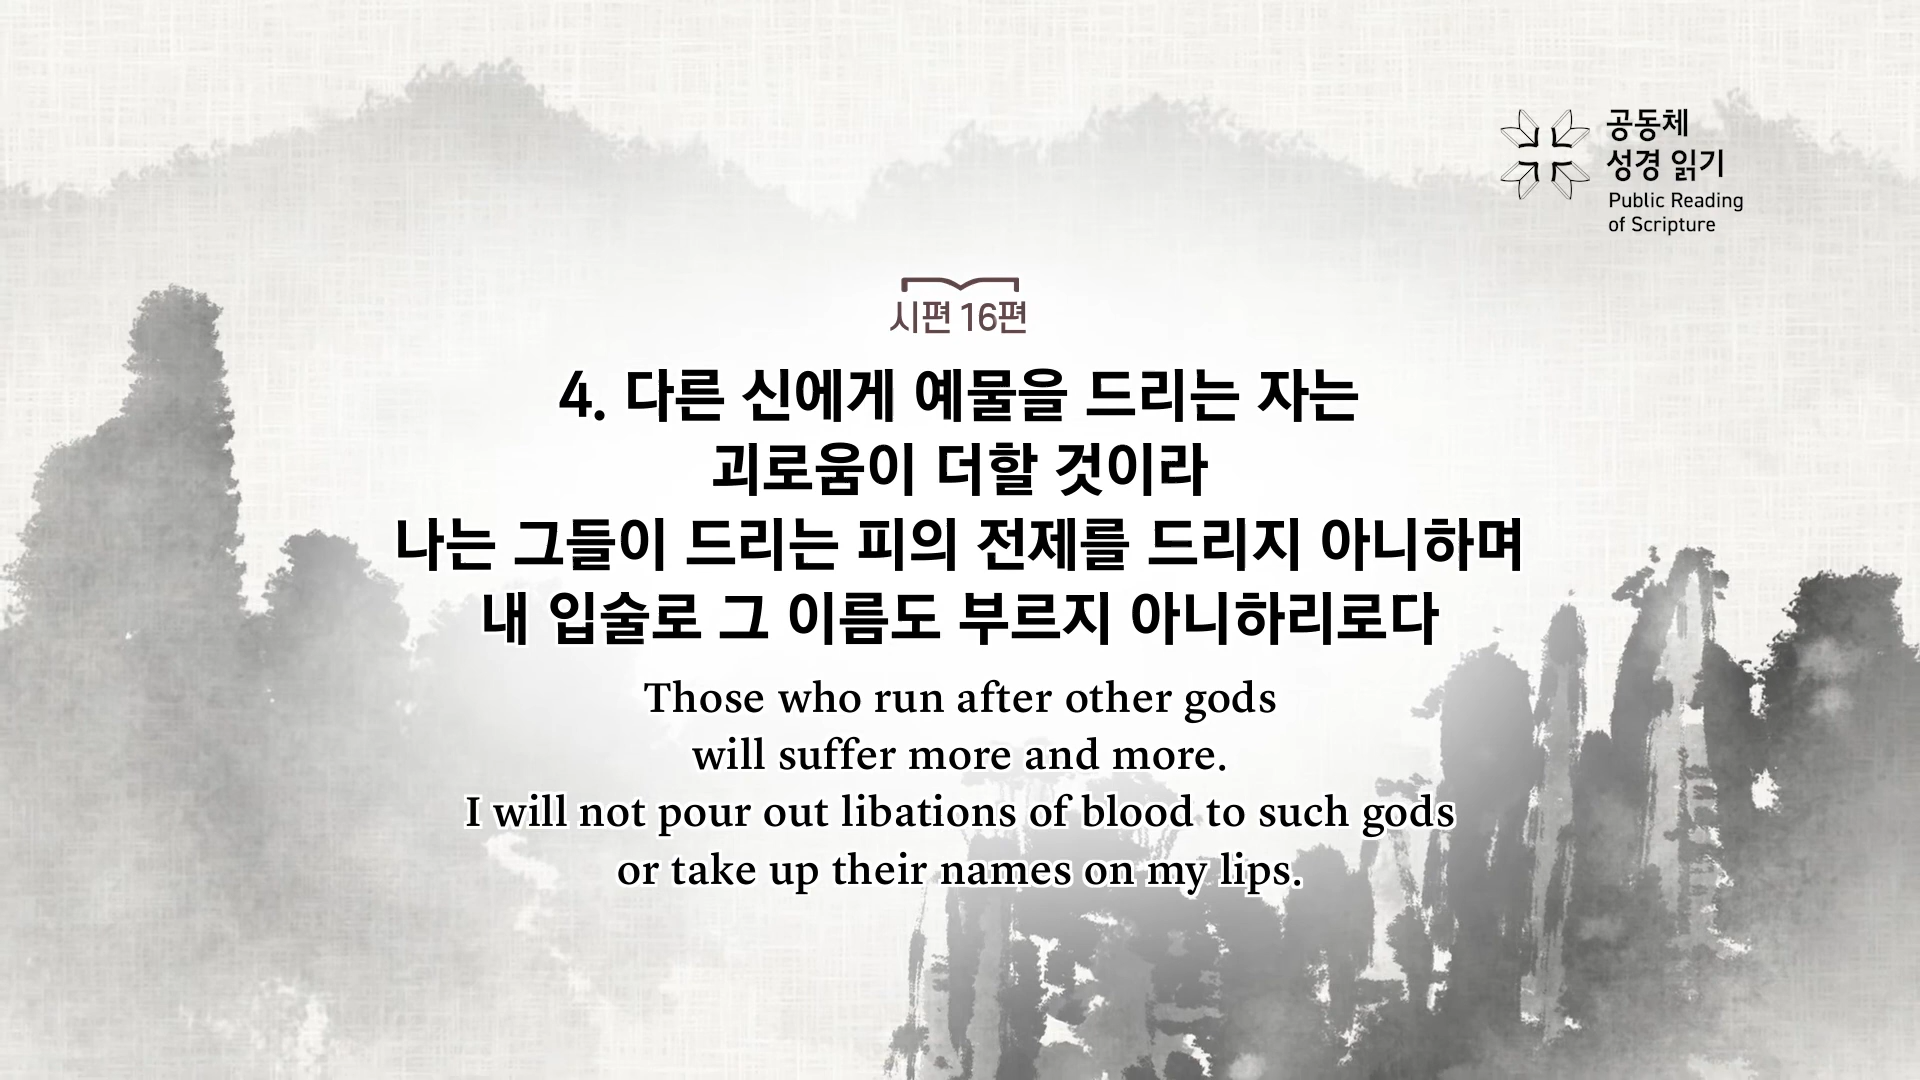 공동체
성경 읽기
Public Reading
of Scripture
시편 16편
4. 다른 신에게 예물을 드리는 자는
괴로움이 더할 것이라
나는 그들이 드리는 피의 전제를 드리지 아니하며
내 입술로 그 이름도 부르지 아니하리로다
Those who run after other gods
will suffer more and more.
I will not pour out libations of blood to such gods
or take up their names on my lips.